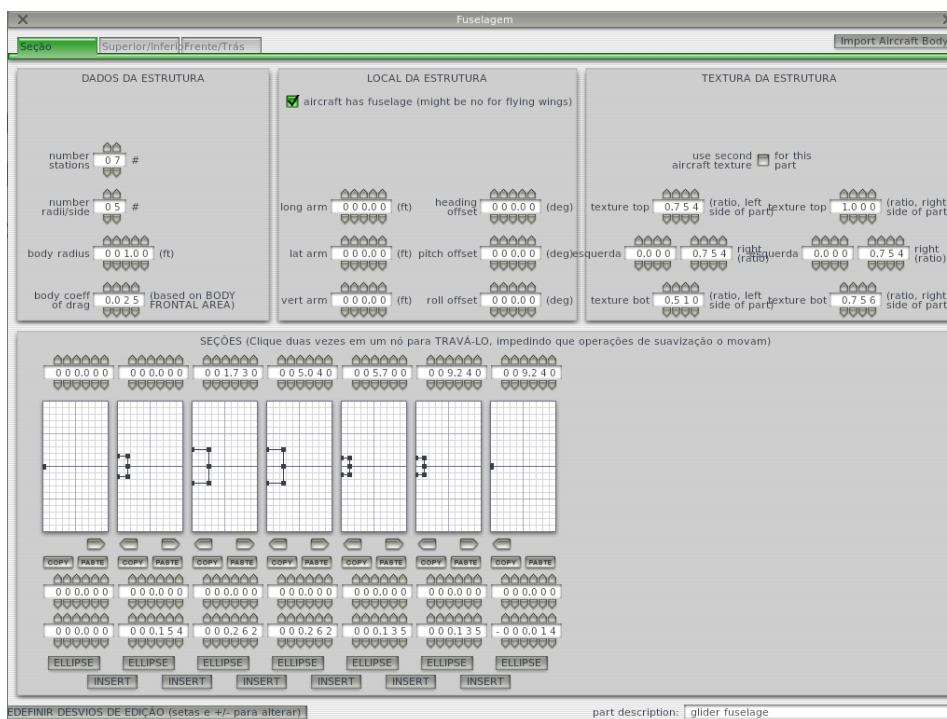 Fuselagem
Seção Superior/Inferio Frente/Trás Import Aircraft Body
DADOS DA ESTRUTURA
number stations 07 #
number radii/side 05 #
body radius 001.00 (ft)
body coeff of drag 0.025 (based on BODY FRONTAL AREA)
LOCAL DA ESTRUTURA
aircraft has fuselage (might be no for flying wings)
long arm 000.00 (ft) heading offset 000.00 (deg)
lat arm 000.00 (ft) pitch offset 000.00 (deg)
vert arm 000.00 (ft) roll offset 000.00 (deg)
TEXTURA DA ESTRUTURA
use second aircraft texture for this part
texture top 0.754 (ratio, left side of part) texture top 1.000 (ratio, right side of part)
esquerda 0.000 0.754 right (ratio) esquerda 0.000 0.754 right (ratio)
texture bot 0.510 (ratio, left side of part) texture bot 0.756 (ratio, right side of part)
SEÇÕES (Clique duas vezes em um nó para TRAVÁ-LO, impedindo que operações de suavização o movam)
000.000 000.000 001.730 005.040 005.700 009.240 009.240
COPY PASTE COPY PASTE COPY PASTE COPY PASTE COPY PASTE COPY PASTE COPY PASTE
000.000 000.000 000.000 000.000 000.000 000.000 000.000
000.000 000.154 000.262 000.262 000.135 000.135 -000.014
ELLIPSE ELLIPSE ELLIPSE ELLIPSE ELLIPSE ELLIPSE ELLIPSE
INSERT INSERT INSERT INSERT INSERT INSERT
EDEFINIR DESVIOS DE EDIÇÃO (setas e +/- para alterar) part description: glider fuselage